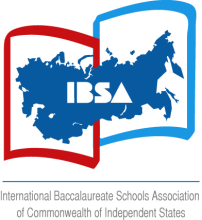 IBSA
International Baccalaureate Schools Association
of Commonwealth of Independent States